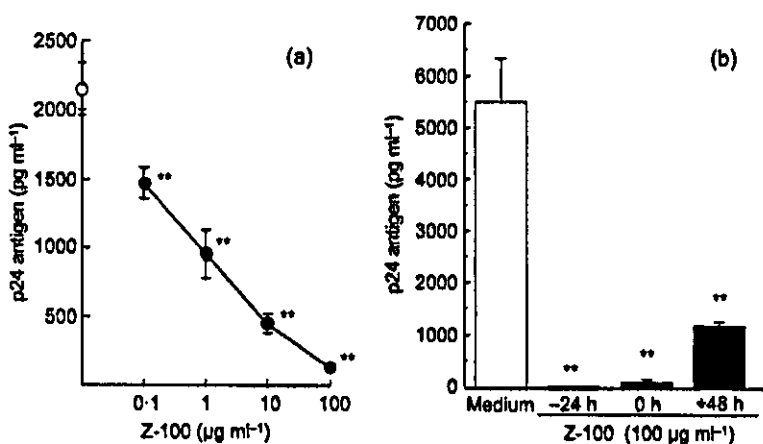 (a)
p24 antigen (pg ml⁻¹)
2500
2000
1500
1000
500
**
**
**
**
0·1 1 10 100
Z-100 (µg ml⁻¹)
(b)
p24 antigen (pg ml⁻¹)
7000
6000
5000
4000
3000
2000
1000
0
**
**
**
Medium −24 h 0 h +48 h
Z-100 (100 µg ml⁻¹)